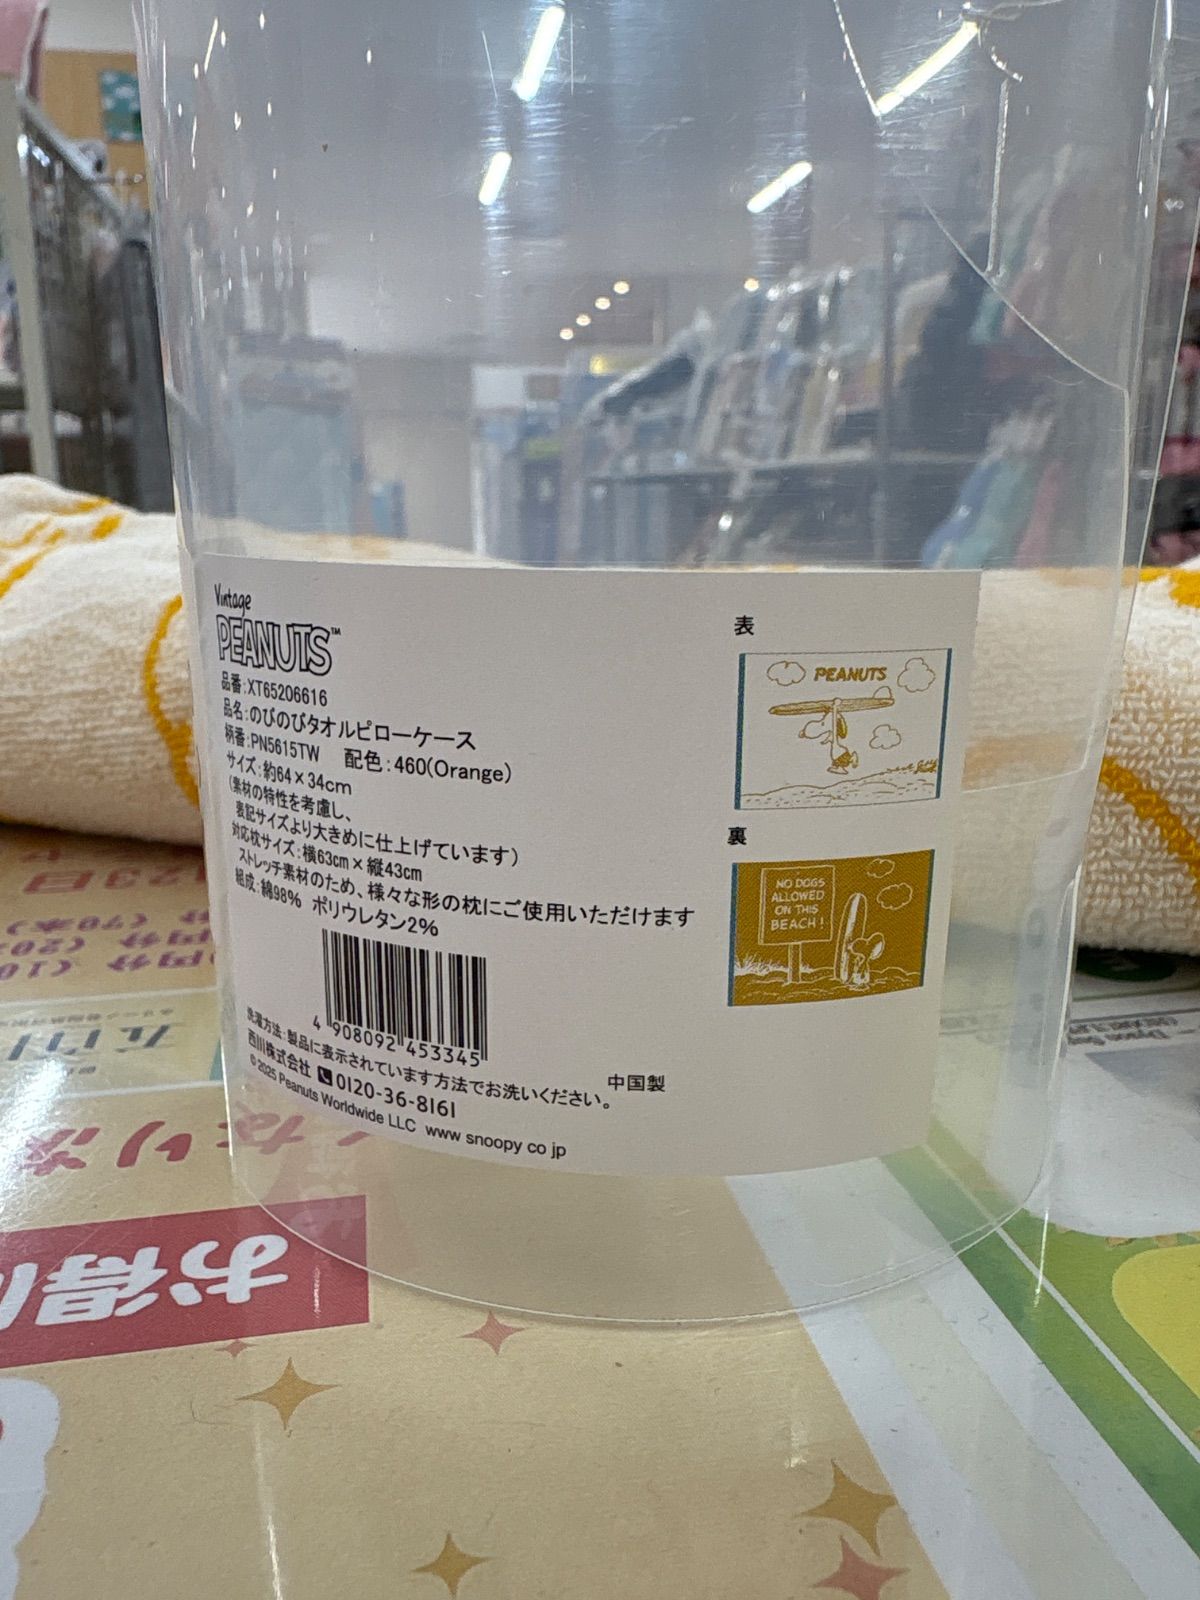 Vintage
PEANUTS™
品番:XT65206616
品名:のびのびタオルピローケース
柄番:PN5615TW 配色:460(Orange)
サイズ:約64×34cm
(素材の特性を考慮し、
表記サイズより大きめに仕上げています)
対応枕サイズ:横63cm×縦43cm
ストレッチ素材のため、様々な形の枕にご使用いただけます
組成:綿98% ポリウレタン2%
4 908092 453345
洗濯方法:製品に表示されています方法でお洗いください。
西川株式会社 0120-36-8161
中国製
© 2025 Peanuts Worldwide LLC www snoopy co jp
表
PEANUTS
裏
NO DOGS
ALLOWED
ON THIS
BEACH!
お得